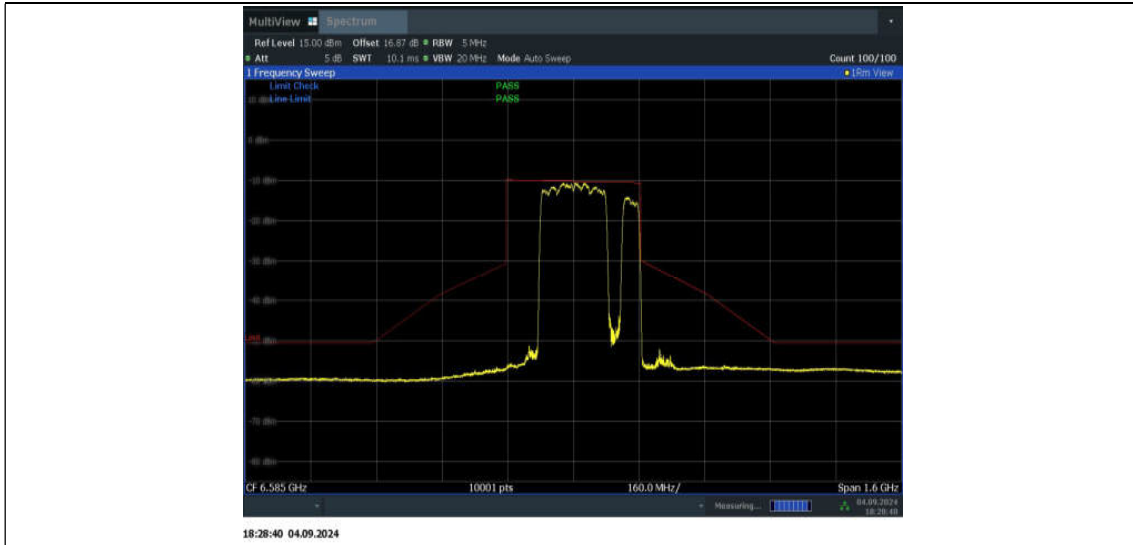 MultiView Spectrum
Ref Level 15.00 dBm Offset 16.87 dB RBW 5 MHz
Att 5 dB SWT 10.1 ms VBW 20 MHz Mode Auto Sweep Count 100/100
1 Frequency Sweep 1Rm View
Limit Check PASS
Line Limit PASS
0 dBm
-10 dBm
-20 dBm
-30 dBm
-40 dBm
-70 dBm
CF 6.585 GHz 10001 pts 160.0 MHz/ Span 1.6 GHz
Measuring... 04.09.2024
18:28:40
18:28:40 04.09.2024